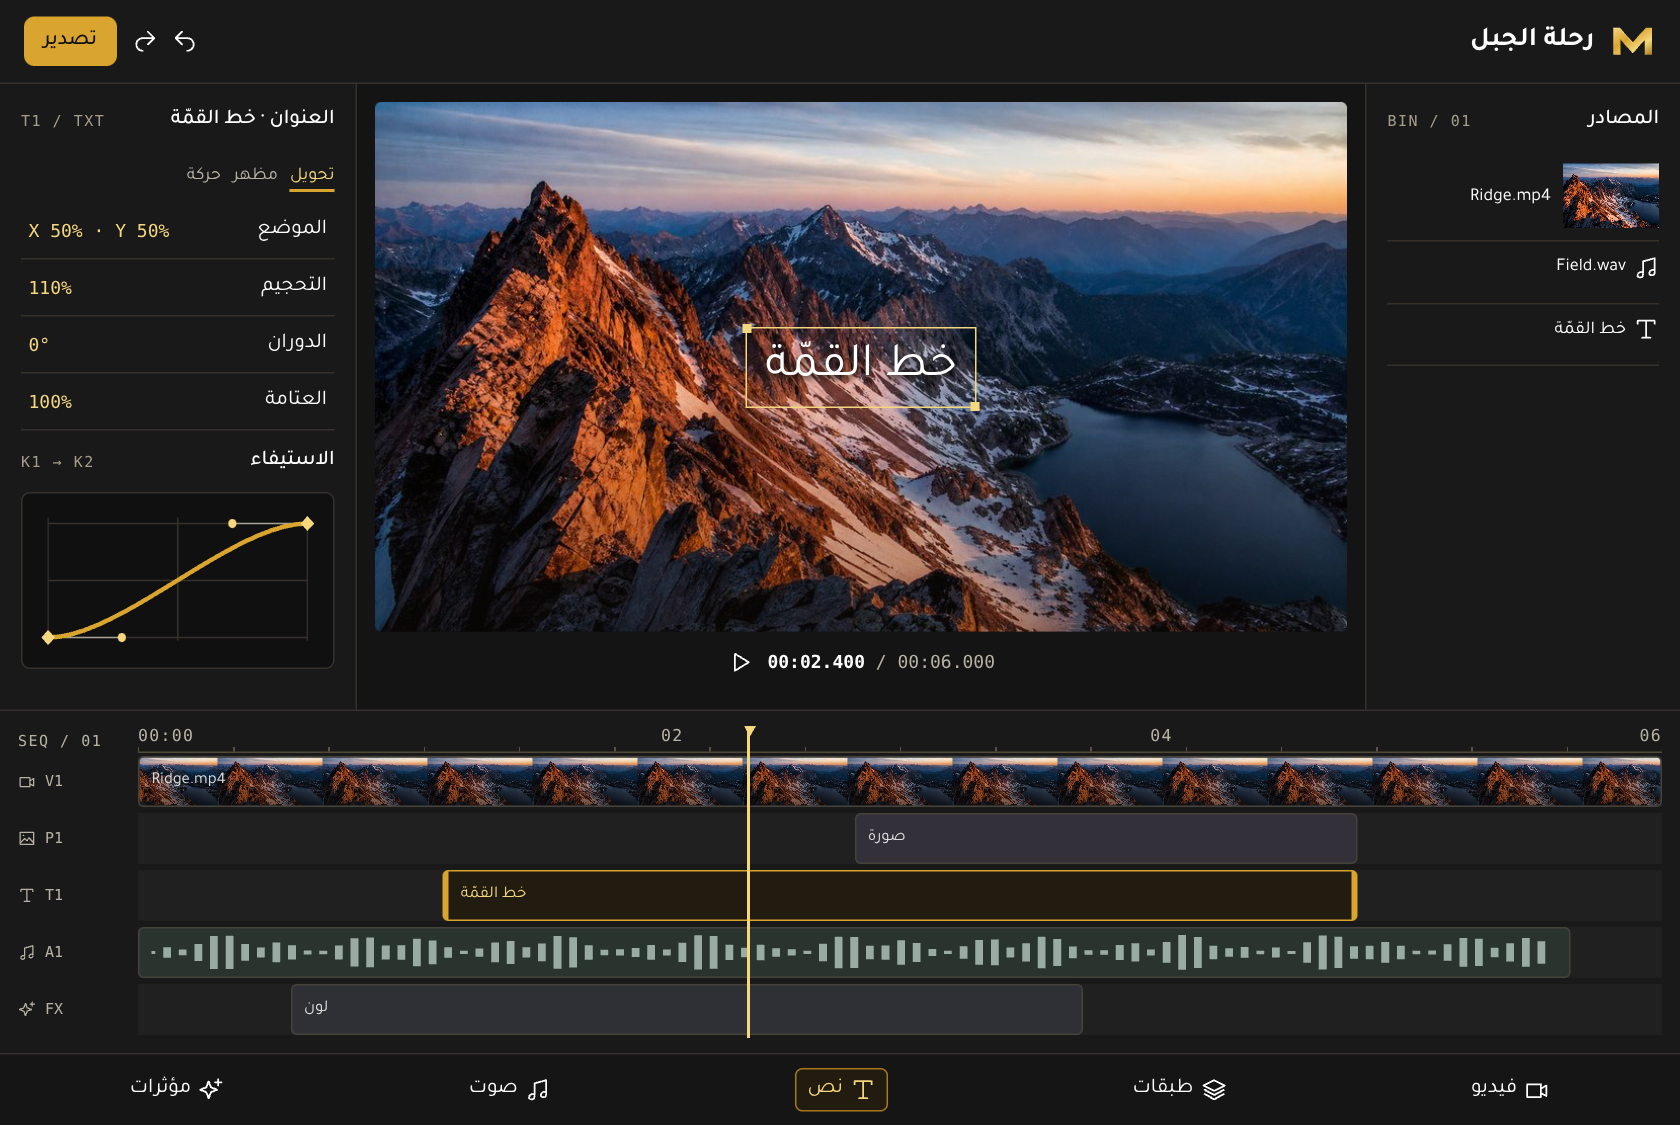 رحلة الجبل
تصدير
المصادر
BIN / 01
Ridge.mp4
Field.wav
خط القمّة
خط القمّة
00:02.400 / 00:06.000
العنوان · خط القمّة
T1 / TXT
تحويل مظهر حركة
الموضع
X 50% · Y 50%
التحجيم
110%
الدوران
0°
العتامة
100%
الاستيفاء
K1 → K2
SEQ / 01
00:00 02 04 06
V1
Ridge.mp4
P1
صورة
T1
خط القمّة
A1
FX
لون
فيديو
طبقات
نص
صوت
مؤثرات